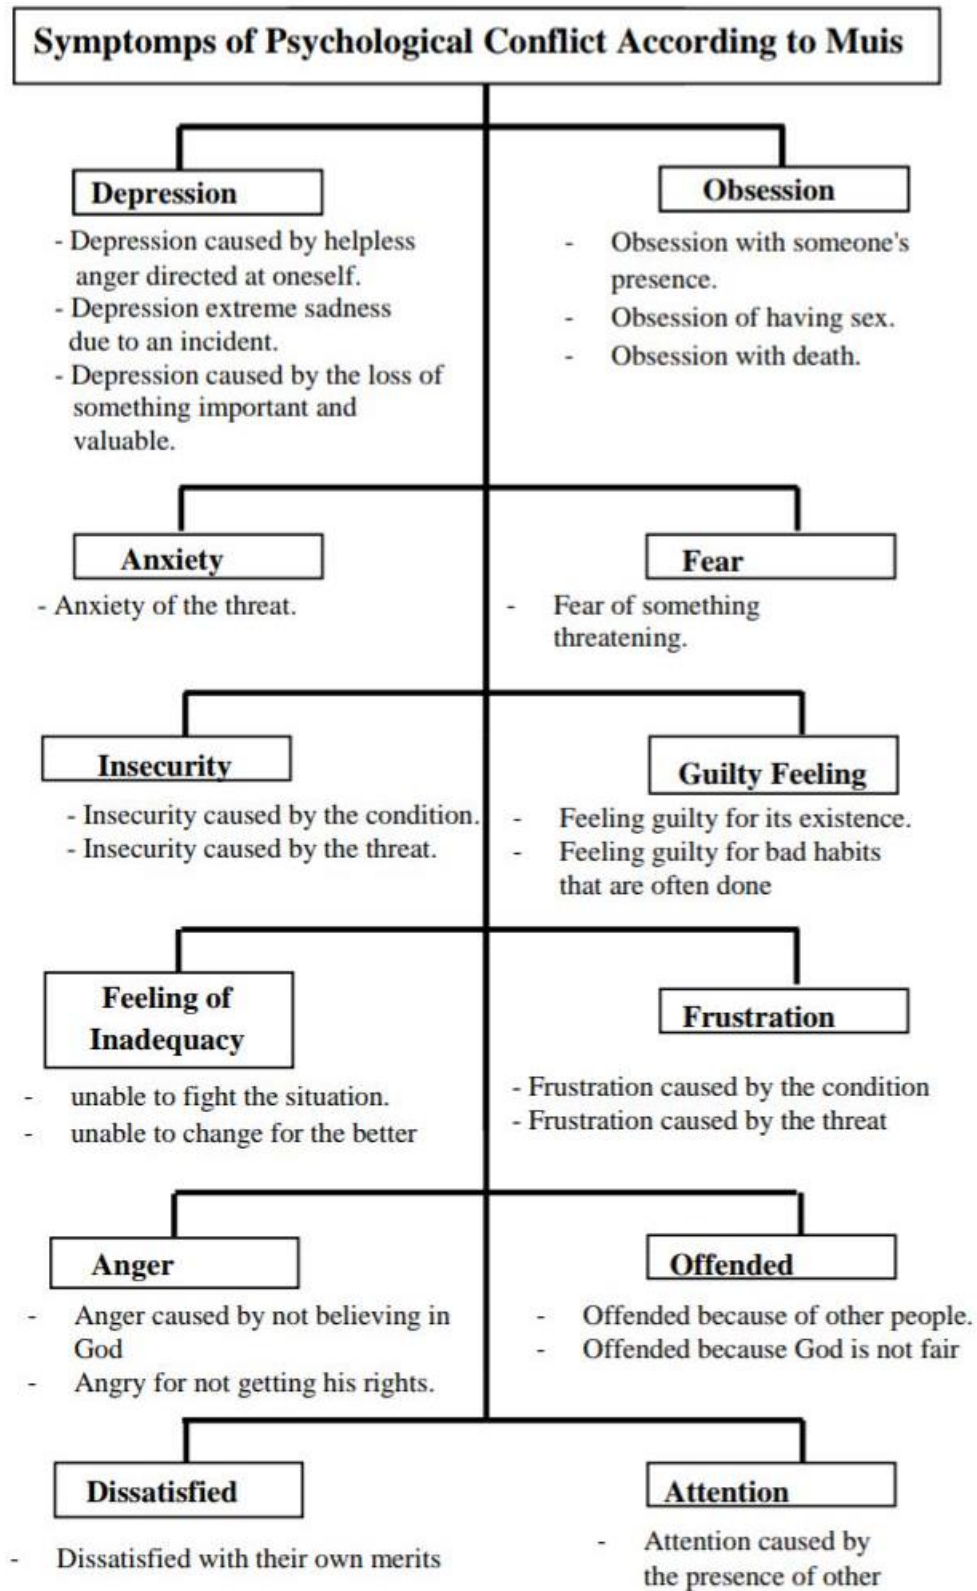 Symptomps of Psychological Conflict According to Muis
Depression
- Depression caused by helpless
anger directed at oneself.
- Depression extreme sadness
due to an incident.
- Depression caused by the loss of
something important and
valuable.
Obsession
- Obsession with someone's
presence.
- Obsession of having sex.
- Obsession with death.
Anxiety
- Anxiety of the threat.
Fear
- Fear of something
threatening.
Insecurity
- Insecurity caused by the condition.
- Insecurity caused by the threat.
Guilty Feeling
- Feeling guilty for its existence.
- Feeling guilty for bad habits
that are often done
Feeling of
Inadequacy
- unable to fight the situation.
- unable to change for the better
Frustration
- Frustration caused by the condition
- Frustration caused by the threat
Anger
- Anger caused by not believing in
God
- Angry for not getting his rights.
Offended
- Offended because of other people.
- Offended because God is not fair
Dissatisfied
- Dissatisfied with their own merits
Attention
- Attention caused by
the presence of other